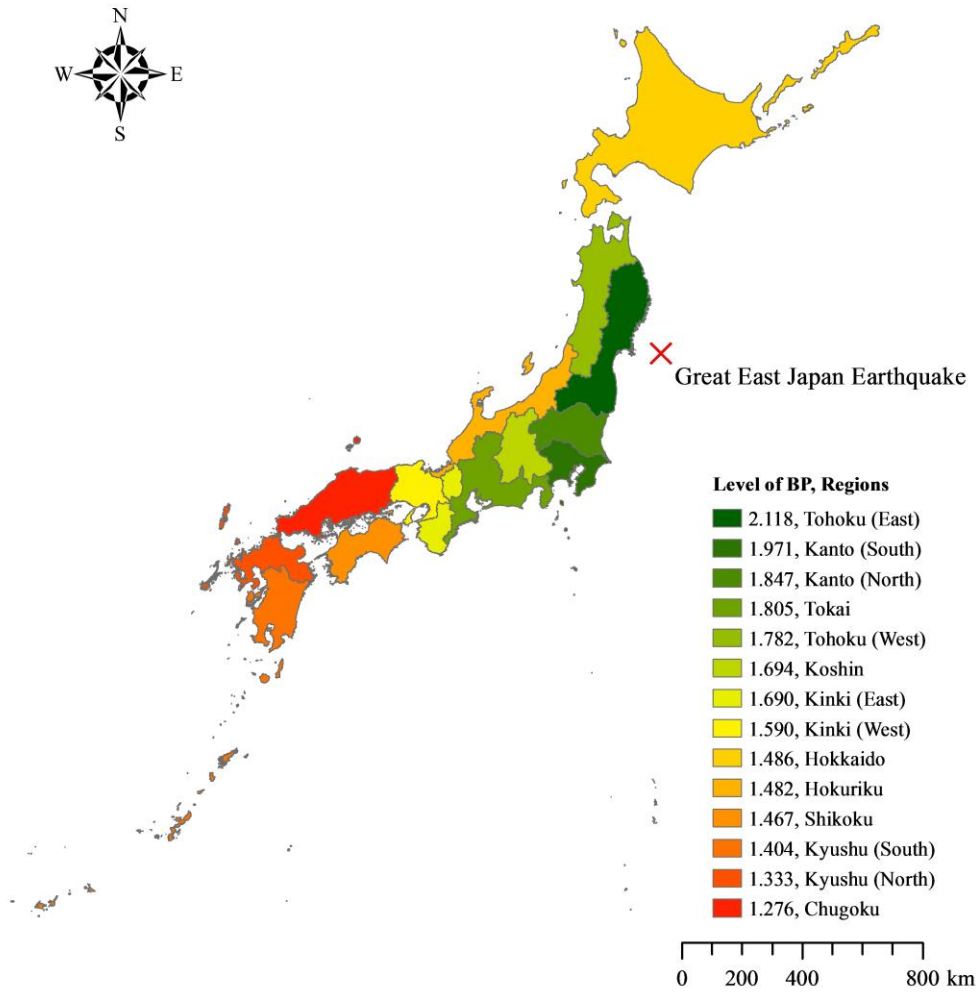 N
W E
S
Great East Japan Earthquake
Level of BP, Regions
2.118, Tohoku (East)
1.971, Kanto (South)
1.847, Kanto (North)
1.805, Tokai
1.782, Tohoku (West)
1.694, Koshin
1.690, Kinki (East)
1.590, Kinki (West)
1.486, Hokkaido
1.482, Hokuriku
1.467, Shikoku
1.404, Kyushu (South)
1.333, Kyushu (North)
1.276, Chugoku
0 200 400 800 km